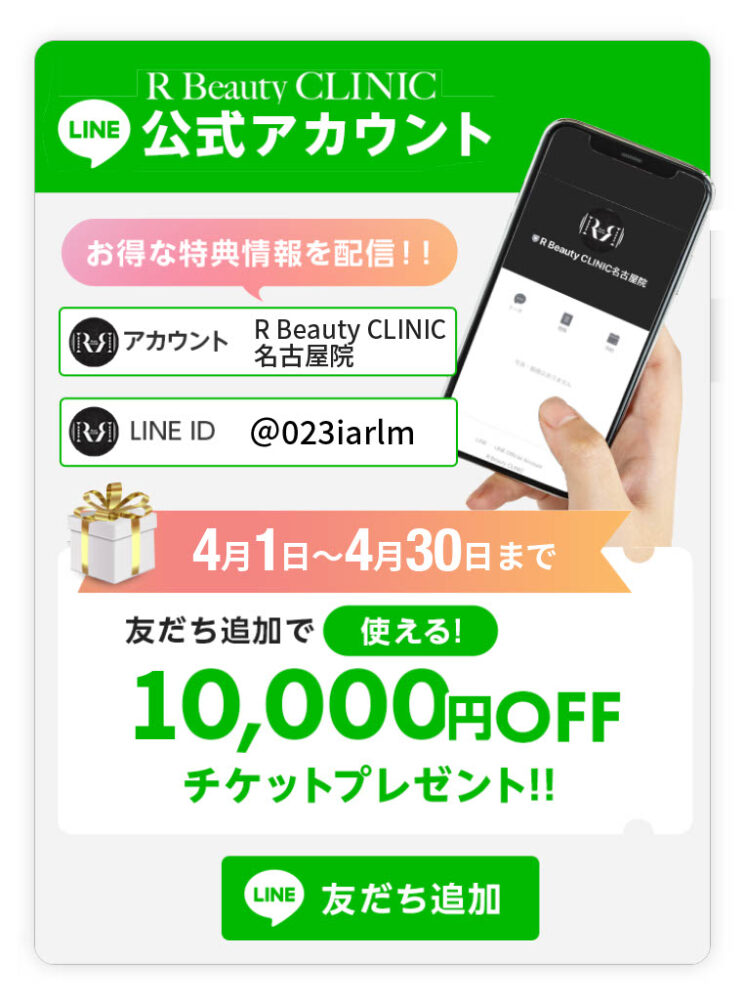 R Beauty CLINIC
LINE
公式アカウント
R Beauty CLINIC名古屋院
お得な特典情報を配信！！
アカウント
R Beauty CLINIC
名古屋院
LINE ID
@023iarlm
4月1日～4月30日まで
友だち追加で
使える!
10,000円OFF
チケットプレゼント!!
LINE
友だち追加